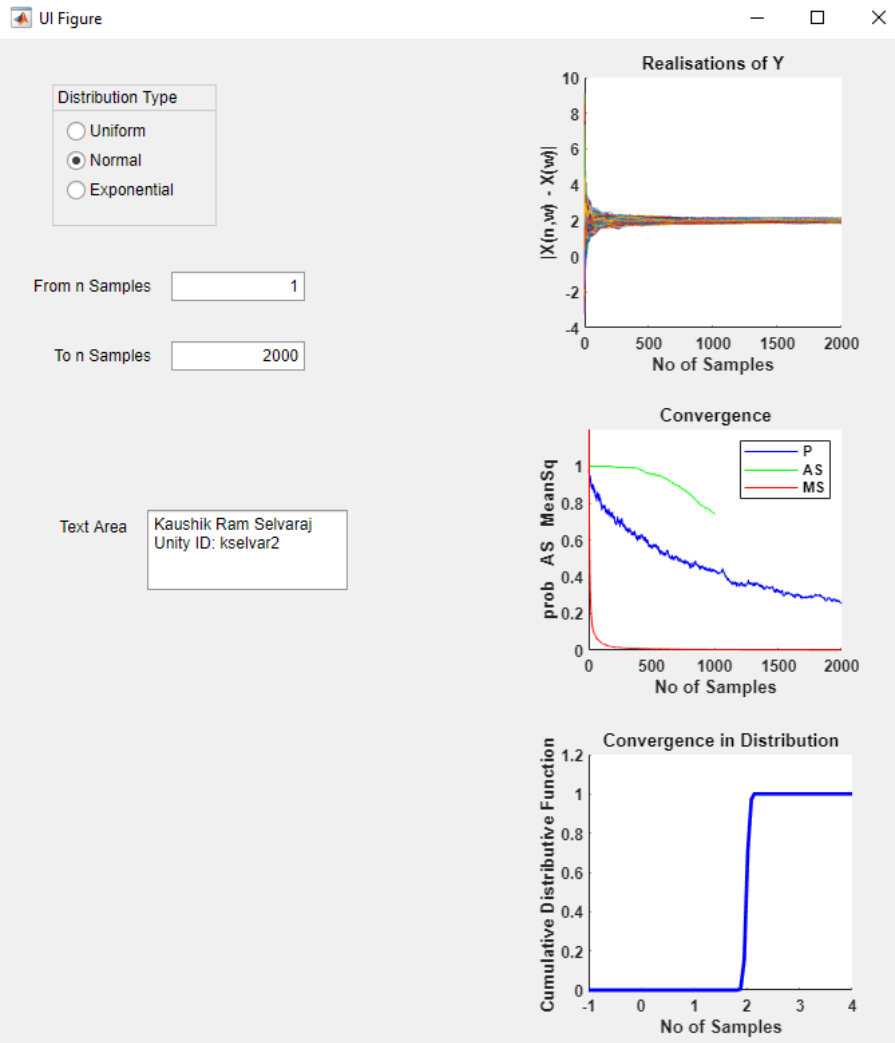 UI Figure
Distribution Type
Uniform
Normal
Exponential
From n Samples
1
To n Samples
2000
Text Area
Kaushik Ram Selvaraj
Unity ID: kselvar2
Realisations of Y
|X(n,w) - X(w)|
10
8
6
4
2
0
-2
-4
0 500 1000 1500 2000
No of Samples
Convergence
prob AS MeanSq
1
0.8
0.6
0.4
0.2
0
P
AS
MS
0 500 1000 1500 2000
No of Samples
Convergence in Distribution
Cumulative Distributive Function
1.2
1
0.8
0.6
0.4
0.2
0
-1 0 1 2 3 4
No of Samples